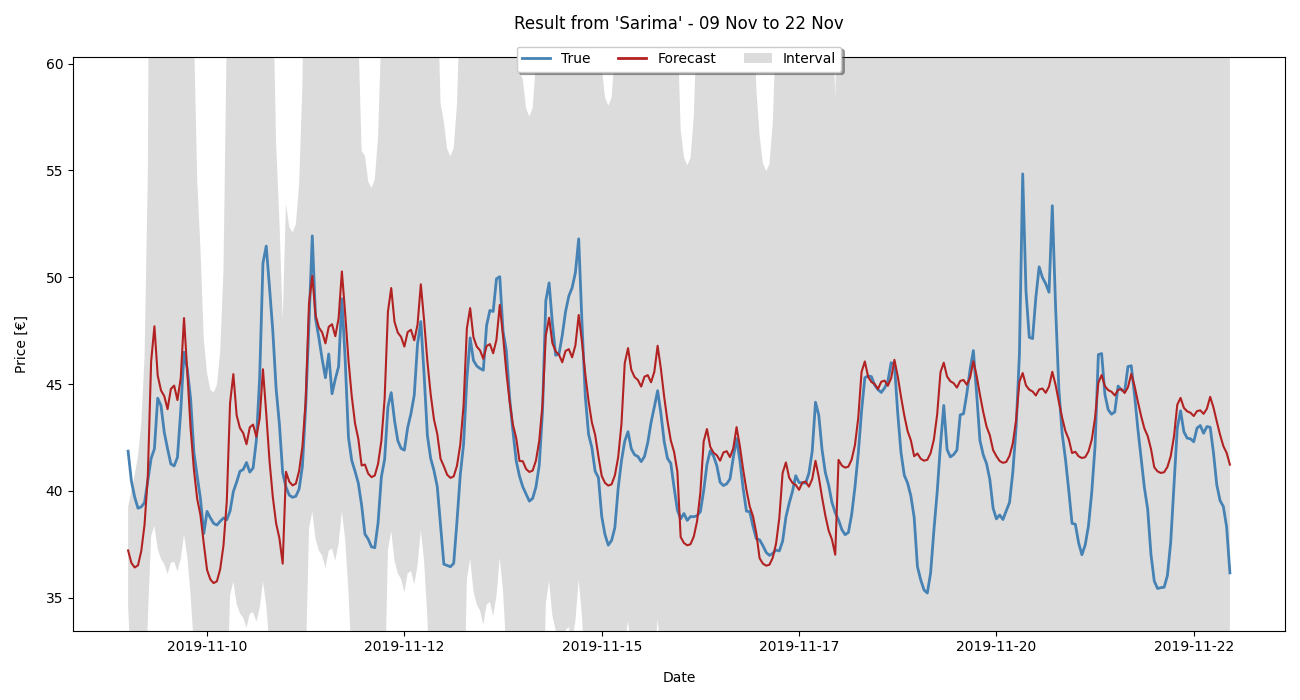 Result from 'Sarima' - 09 Nov to 22 Nov
True Forecast Interval
60
55
50
45
40
35
Price [€]
2019-11-10 2019-11-12 2019-11-15 2019-11-17 2019-11-20 2019-11-22
Date